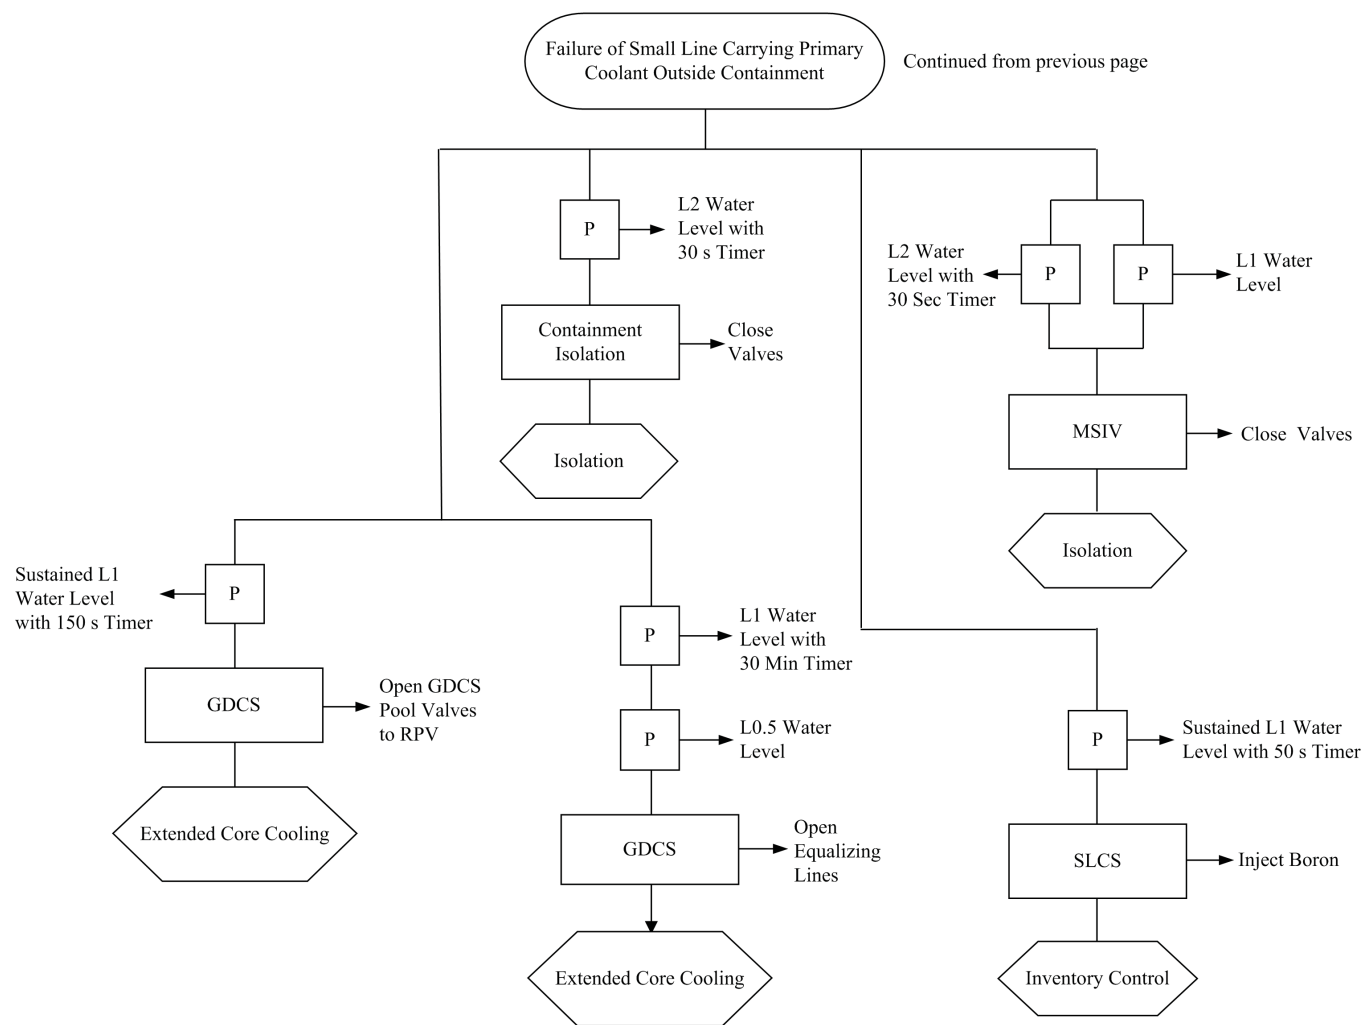 Failure of Small Line Carrying Primary
Coolant Outside Containment
Continued from previous page
P
L2 Water
Level with
30 s Timer
Containment
Isolation
Close
Valves
Isolation
L2 Water
Level with
30 Sec Timer
P
P
L1 Water
Level
MSIV
Close Valves
Isolation
Sustained L1
Water Level
with 150 s Timer
P
GDCS
Open GDCS
Pool Valves
to RPV
Extended Core Cooling
P
L1 Water
Level with
30 Min Timer
P
L0.5 Water
Level
GDCS
Open
Equalizing
Lines
Extended Core Cooling
P
Sustained L1 Water
Level with 50 s Timer
SLCS
Inject Boron
Inventory Control